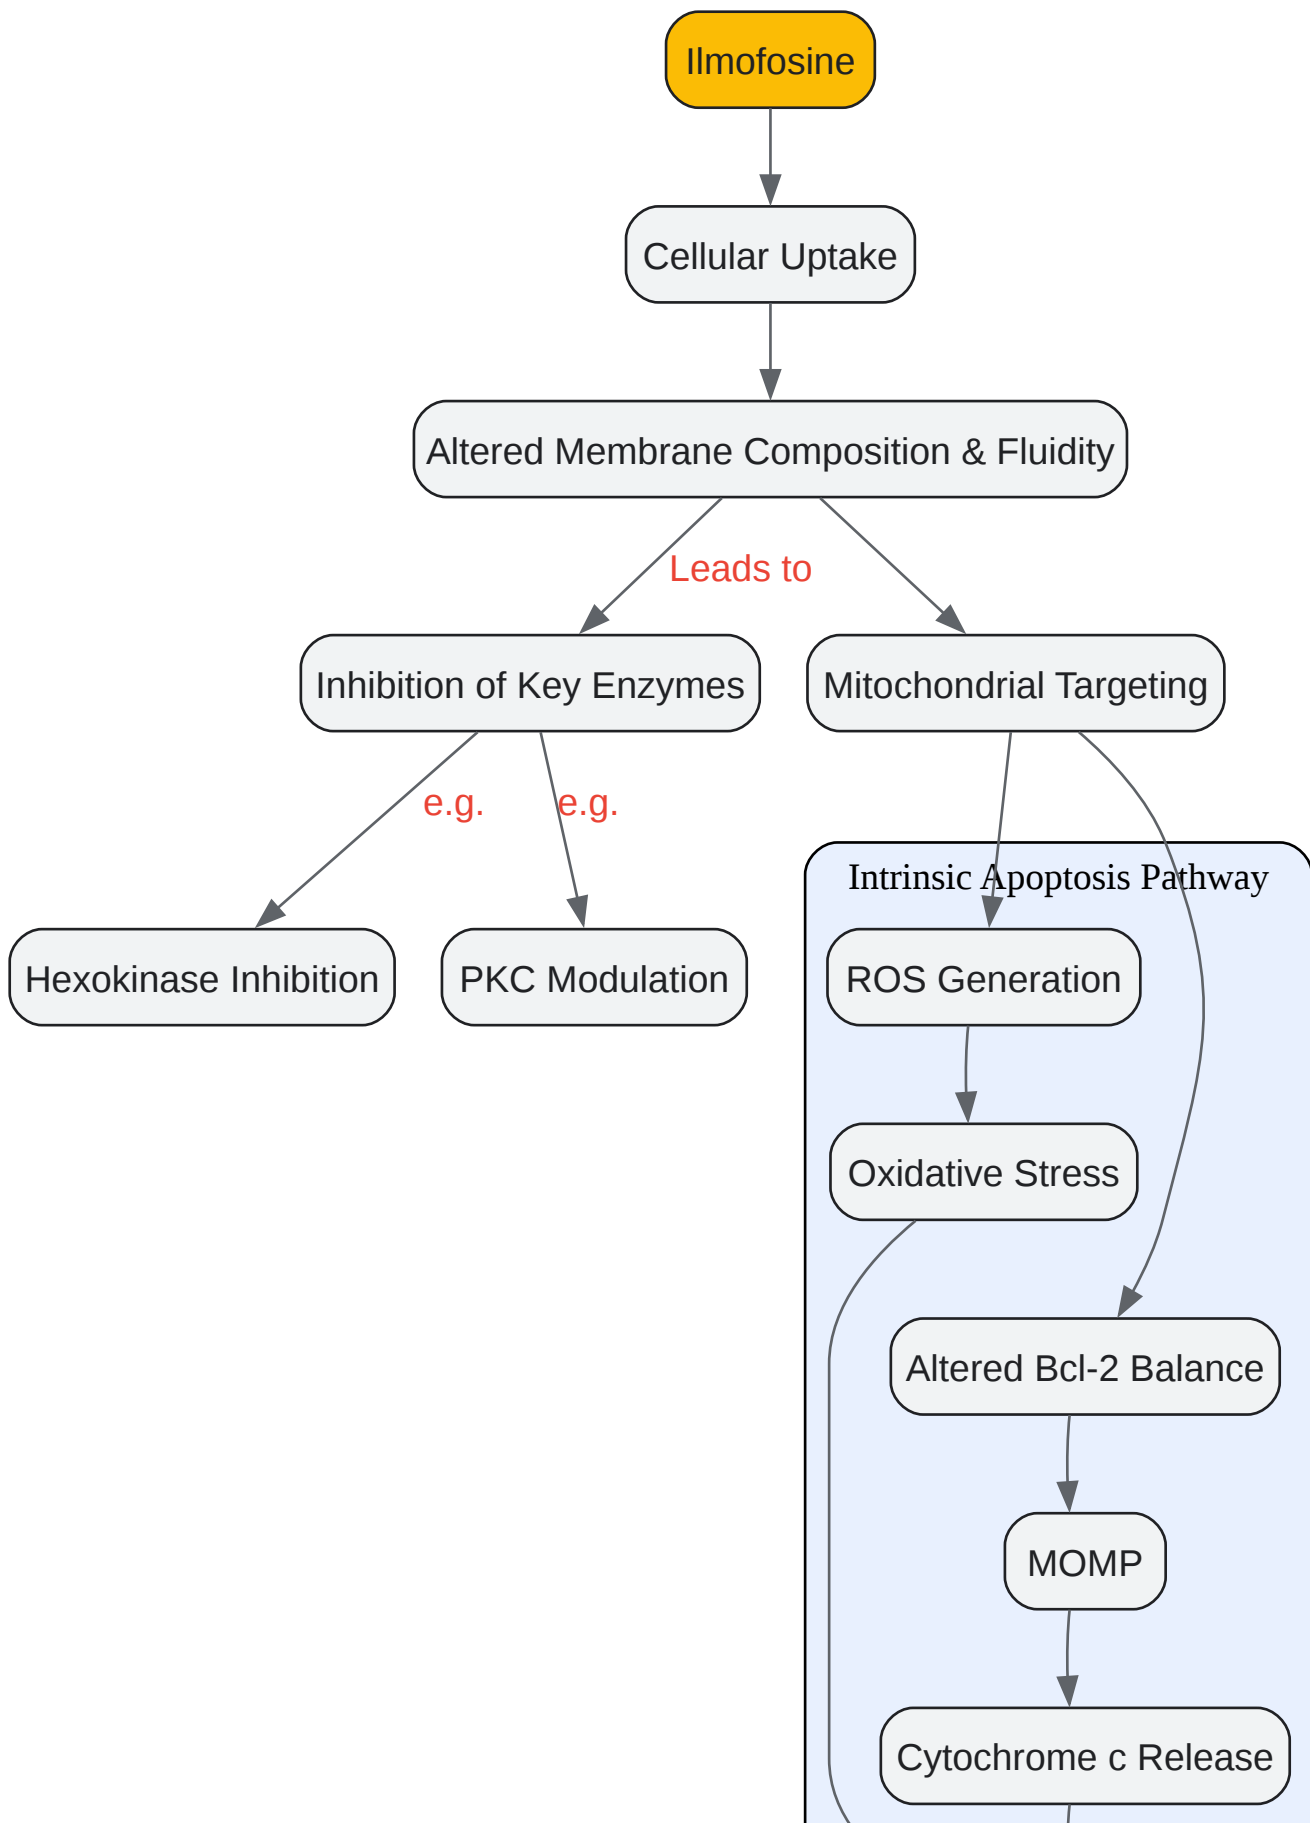 Ilmofosine
Cellular Uptake
Altered Membrane Composition & Fluidity
Leads to
Inhibition of Key Enzymes
Mitochondrial Targeting
e.g.
e.g.
Intrinsic Apoptosis Pathway
Hexokinase Inhibition
PKC Modulation
ROS Generation
Oxidative Stress
Altered Bcl-2 Balance
MOMP
Cytochrome c Release